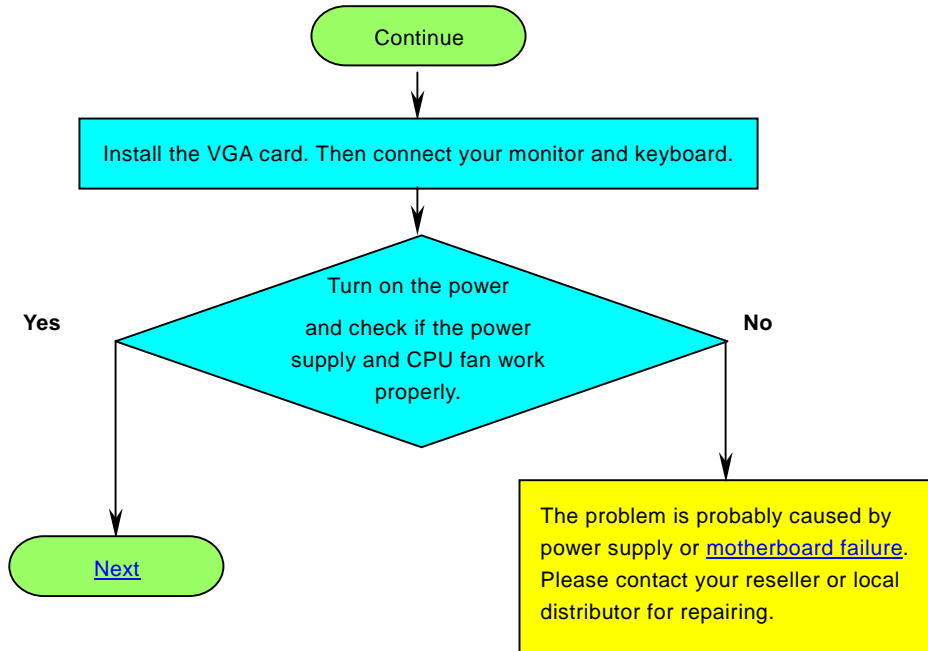 Continue
Install the VGA card. Then connect your monitor and keyboard.
Turn on the power
and check if the power
supply and CPU fan work
properly.
Yes
No
Next
The problem is probably caused by
power supply or motherboard failure.
Please contact your reseller or local
distributor for repairing.